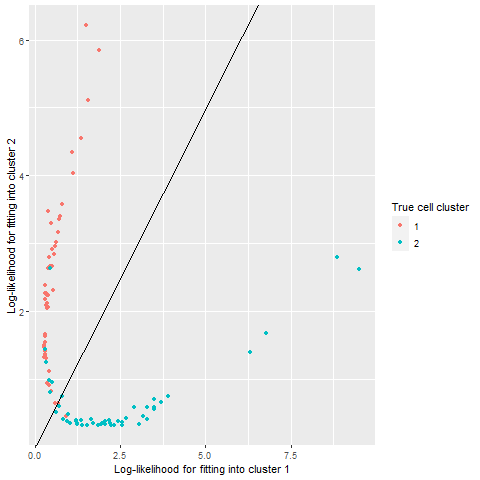 Log-likelihood for fitting into cluster 2
6
4
2
0.0 2.5 5.0 7.5
Log-likelihood for fitting into cluster 1
True cell cluster
1
2